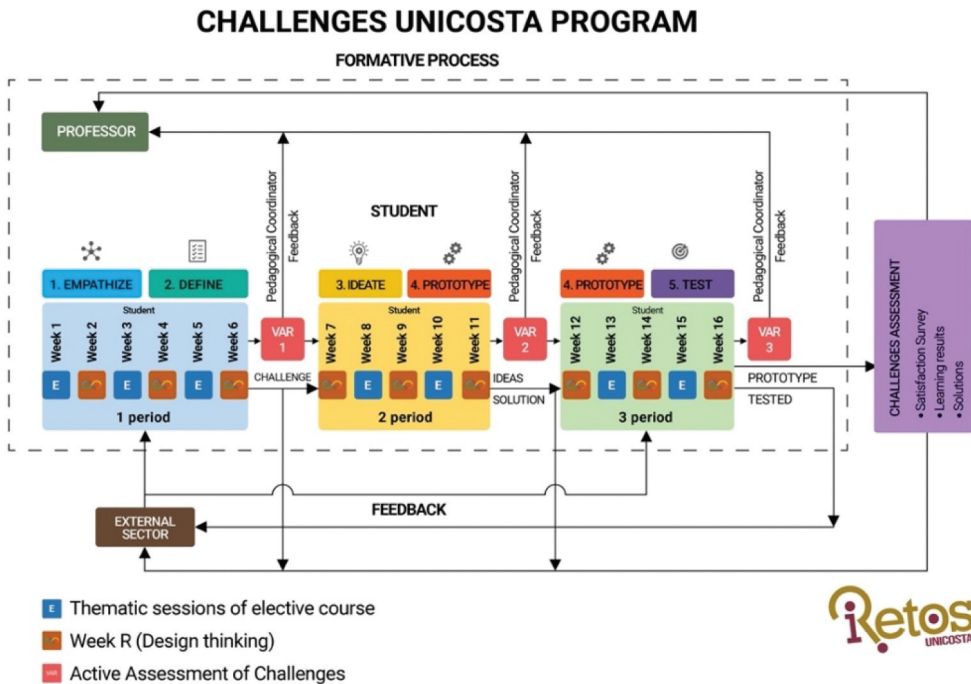 CHALLENGES UNICOSTA PROGRAM
FORMATIVE PROCESS
PROFESSOR
STUDENT
Pedagogical Coordinator
Feedback
Pedagogical Coordinator
Feedback
Pedagogical Coordinator
Feedback
1. EMPATHIZE
2. DEFINE
3. IDEATE
4. PROTOTYPE
4. PROTOTYPE
5. TEST
Student
Week 1
Week 2
Week 3
Week 4
Week 5
Week 6
E
E
E
1 period
VAR
1
CHALLENGE
Student
Week 7
Week 8
Week 9
Week 10
Week 11
E
E
2 period
VAR
2
IDEAS
SOLUTION
Student
Week 12
Week 13
Week 14
Week 15
Week 16
E
E
3 period
VAR
3
PROTOTYPE
TESTED
CHALLENGES ASSESSMENT
• Satisfaction Survey
• Learning results
• Solutions
EXTERNAL
SECTOR
FEEDBACK
E Thematic sessions of elective course
Week R (Design thinking)
VAR Active Assessment of Challenges
iRetos
UNICOSTA